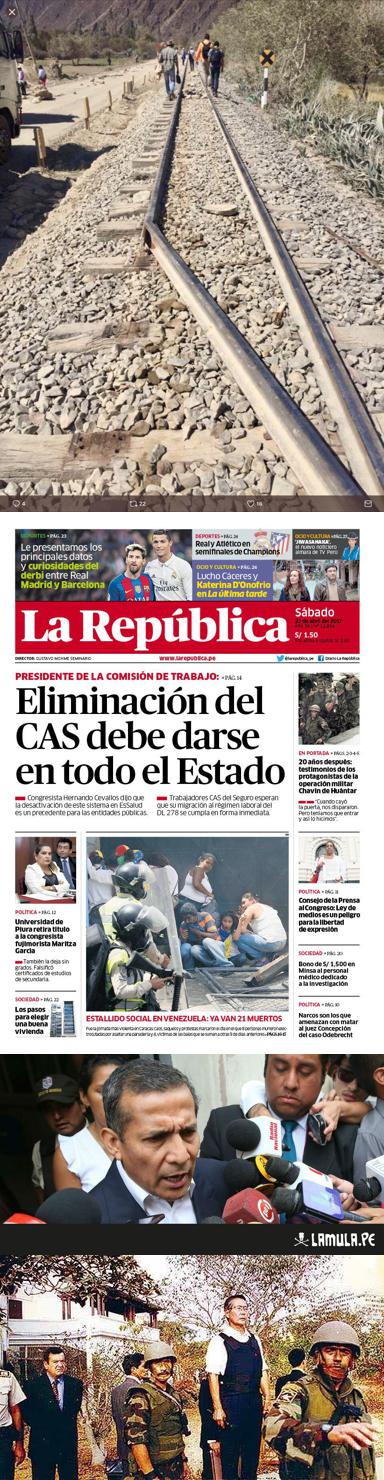 4
22
16
DEPORTES • PÁG. 23
Le presentamos los
principales datos
y curiosidades del
derbi entre Real
Madrid y Barcelona
DEPORTES • PÁG. 24
Real y Atlético en
semifinales de Champions
OCIO Y CULTURA • PÁG. 26
Lucho Cáceres y
Katerina D'Onofrio
en La última tarde
OCIO Y CULTURA
el nuevo noticiero
aimara de TV Perú
La República
Sábado
22 de abril del 2017
S/ 1.50
DIRECTOR: GUSTAVO MOHME SEMINARIO
www.larepublica.pe
@larepublica_pe
Diario La República
PRESIDENTE DE LA COMISIÓN DE TRABAJO: • PÁG. 14
Eliminación del
CAS debe darse
en todo el Estado
Congresista Hernando Cevallos dijo que
la desactivación de este sistema en EsSalud
es un precedente para las entidades públicas.
Trabajadores CAS del Seguro esperan
que su migración al régimen laboral del
DL 278 se cumpla en forma inmediata.
EN PORTADA • PÁGS. 2-3-4-5
20 años después:
testimonios de los
protagonistas de la
operación militar
Chavín de Huántar
"Cuando cayó
la puerta, nos dispararon.
Pero teníamos que entrar
y así lo hicimos".
POLÍTICA • PÁG. 12
Universidad de
Piura retira título
a la congresista
fujimorista Maritza
García
También la deja sin
grados. Falsificó
certificados de estudios
de secundaria.
SOCIEDAD • PÁG. 22
Los pasos
para elegir
una buena
vivienda
ESTALLIDO SOCIAL EN VENEZUELA: YA VAN 21 MUERTOS
POLÍTICA • PÁG. 11
Consejo de la Prensa
al Congreso: Ley de
medios es un peligro
para la libertad
de expresión
SOCIEDAD • PÁG. 20
Bono de S/ 1,500 en
Minsa al personal
médico dedicado
a la investigación
POLÍTICA • PÁG. 10
Narcos son los que
amenazan con matar
al juez Concepción
del caso Odebrecht
Radio
Nacional
LAMULA.PE